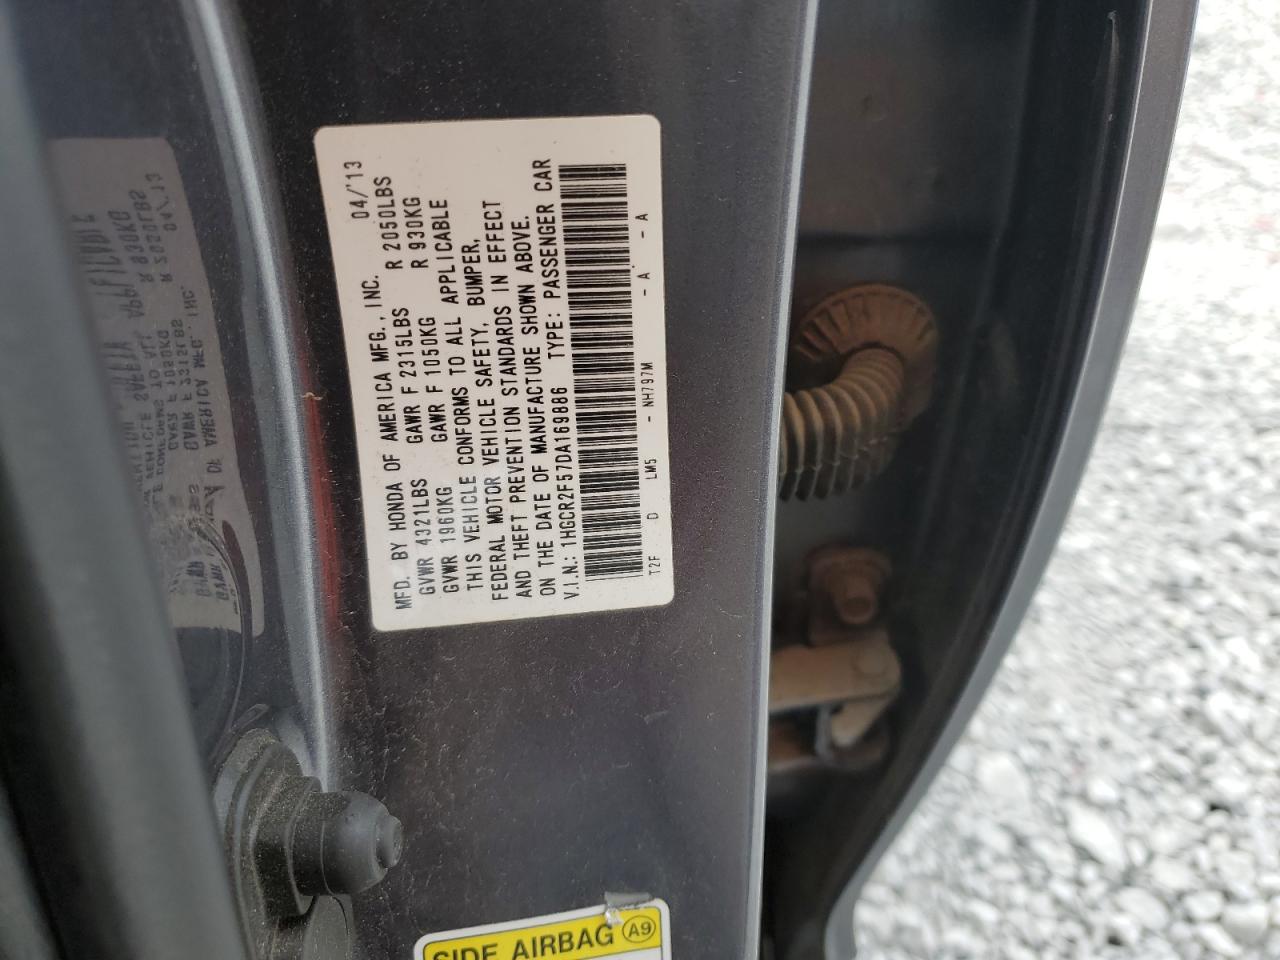 MFD. BY HONDA OF AMERICA MFG., INC. 04/'13
GVWR 4321LBS GAWR F 2315LBS R 2050LBS
GVWR 1960KG GAWR F 1050KG R 930KG
THIS VEHICLE CONFORMS TO ALL APPLICABLE
FEDERAL MOTOR VEHICLE SAFETY, BUMPER,
AND THEFT PREVENTION STANDARDS IN EFFECT
ON THE DATE OF MANUFACTURE SHOWN ABOVE.
V.I.N.: 1HGCR2F57DA169886 TYPE: PASSENGER CAR
T2F D LM5 - NH797M - A - A
SIDE AIRBAG A9